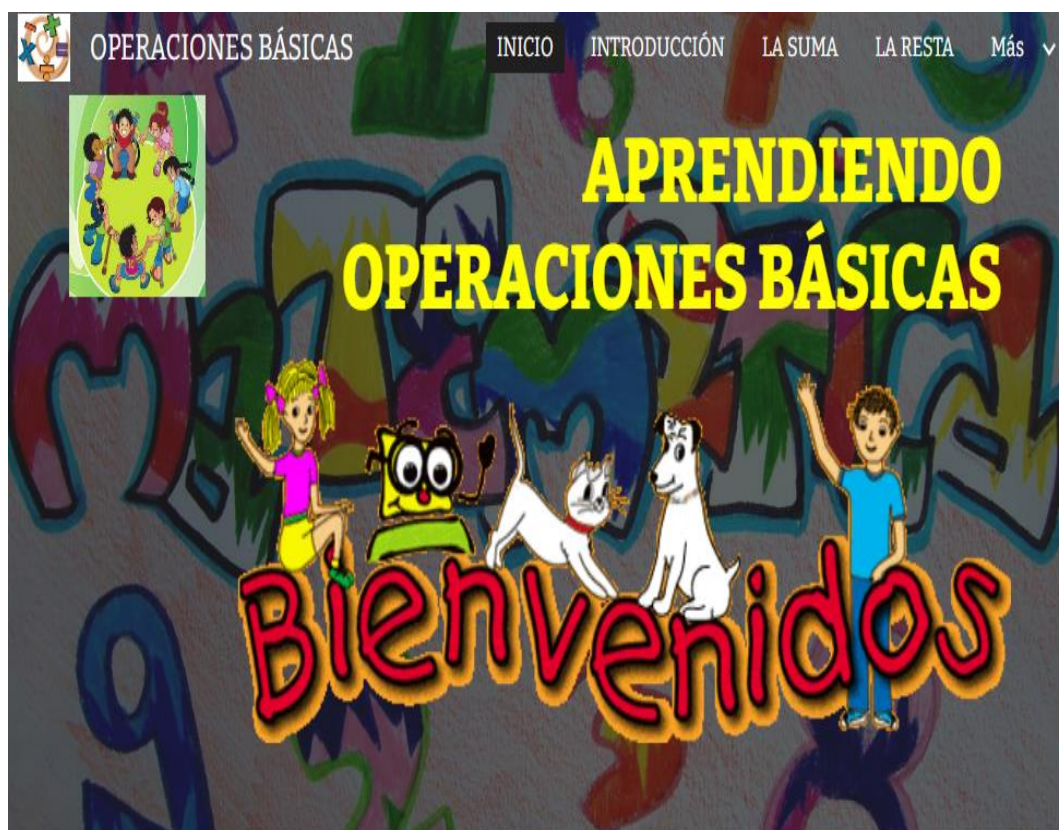 OPERACIONES BÁSICAS
INICIO
INTRODUCCIÓN
LA SUMA
LA RESTA
Más
APRENDIENDO
OPERACIONES BÁSICAS
Bienvenidos